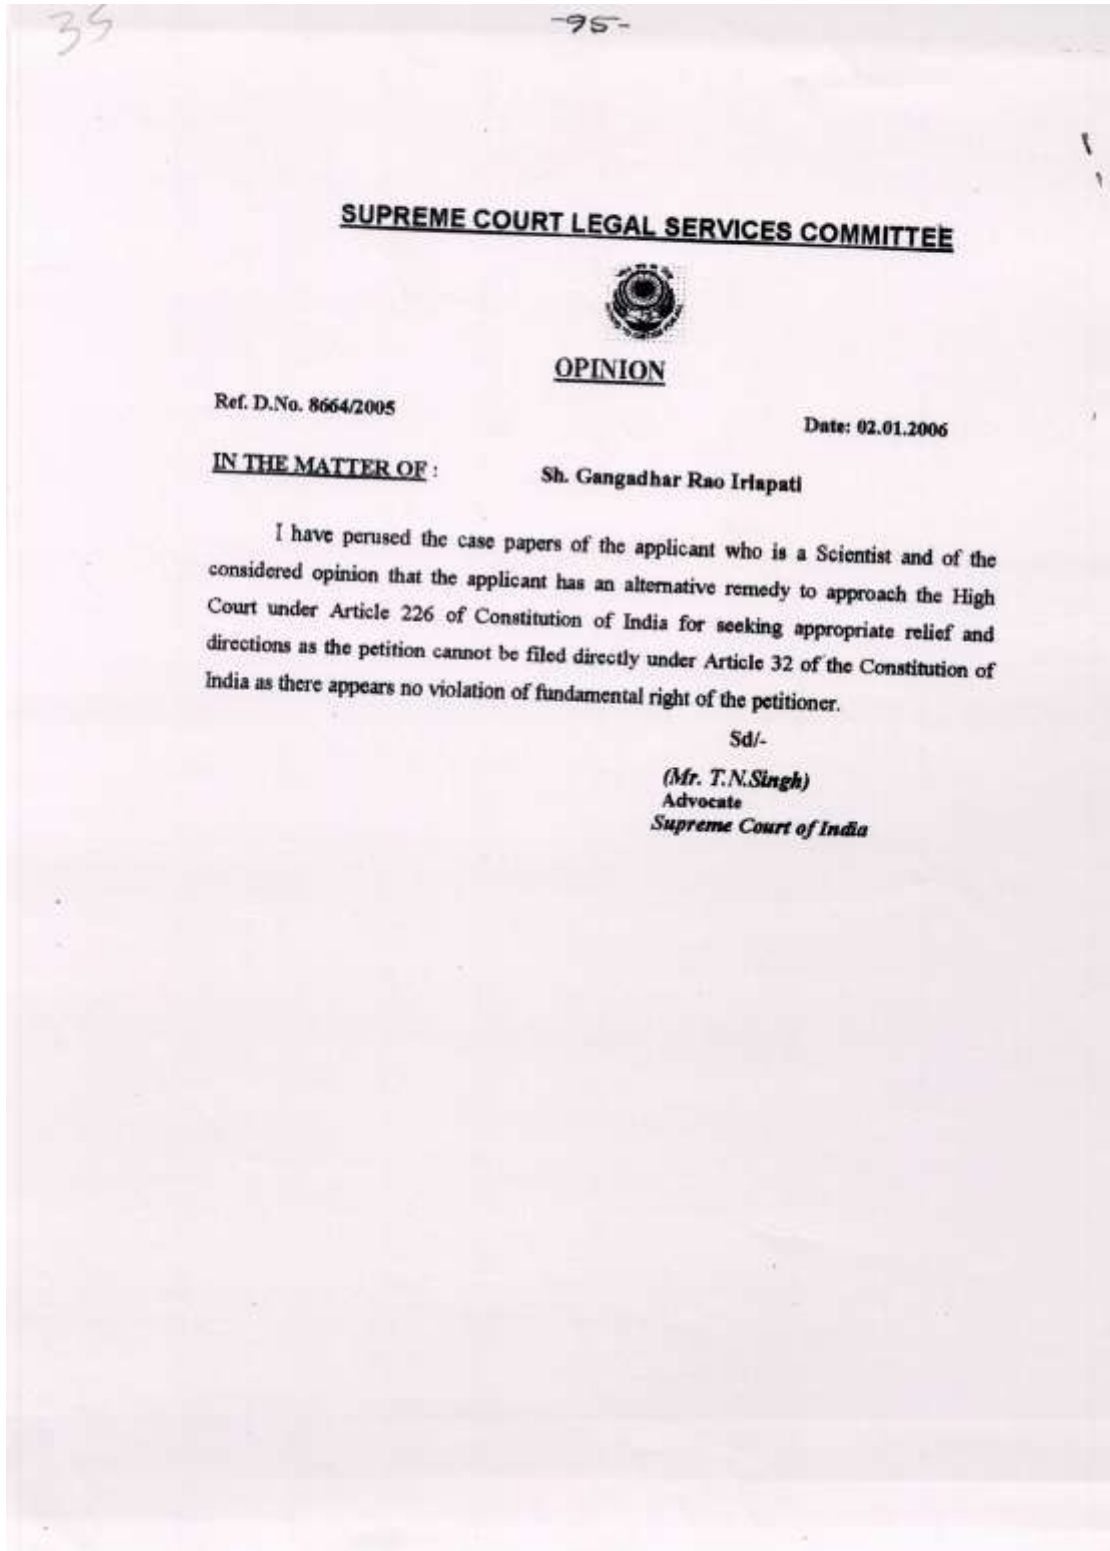 35
-95-
SUPREME COURT LEGAL SERVICES COMMITTEE
OPINION
Ref. D.No. 8664/2005
Date: 02.01.2006
IN THE MATTER OF : Sh. Gangadhar Rao Irlapati
I have perused the case papers of the applicant who is a Scientist and of the
considered opinion that the applicant has an alternative remedy to approach the High
Court under Article 226 of Constitution of India for seeking appropriate relief and
directions as the petition cannot be filed directly under Article 32 of the Constitution of
India as there appears no violation of fundamental right of the petitioner.
Sd/-
(Mr. T.N.Singh)
Advocate
Supreme Court of India